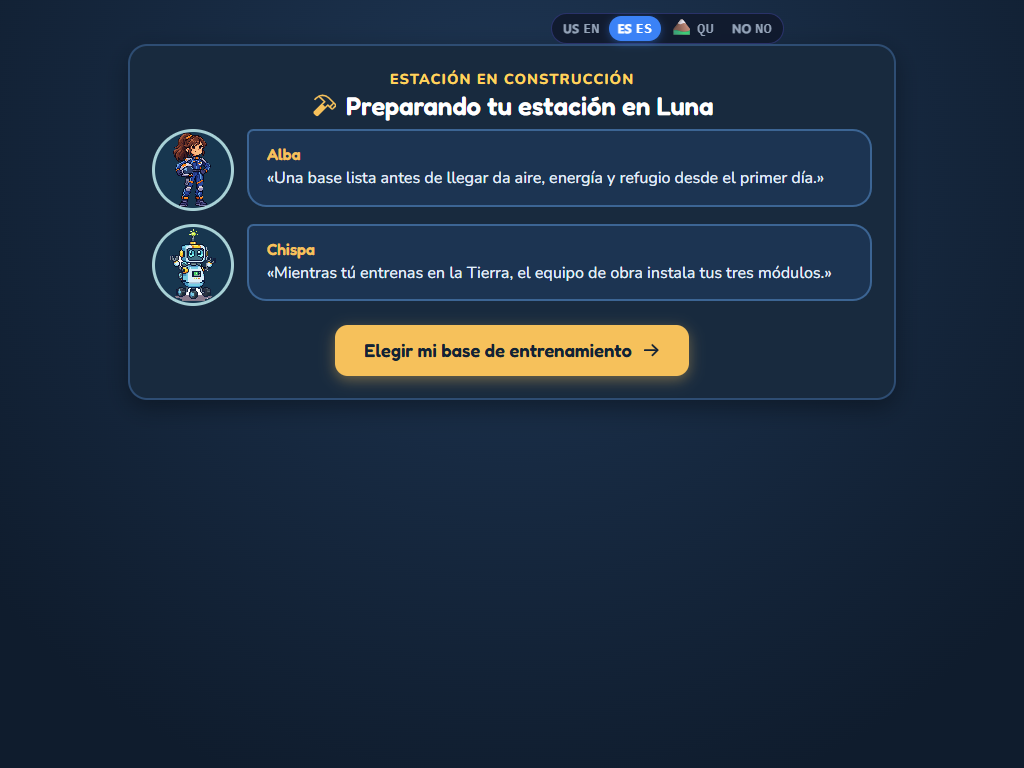 US EN ES ES QU NO NO
ESTACIÓN EN CONSTRUCCIÓN
Preparando tu estación en Luna
Alba
«Una base lista antes de llegar da aire, energía y refugio desde el primer día.»
Chispa
«Mientras tú entrenas en la Tierra, el equipo de obra instala tus tres módulos.»
Elegir mi base de entrenamiento →